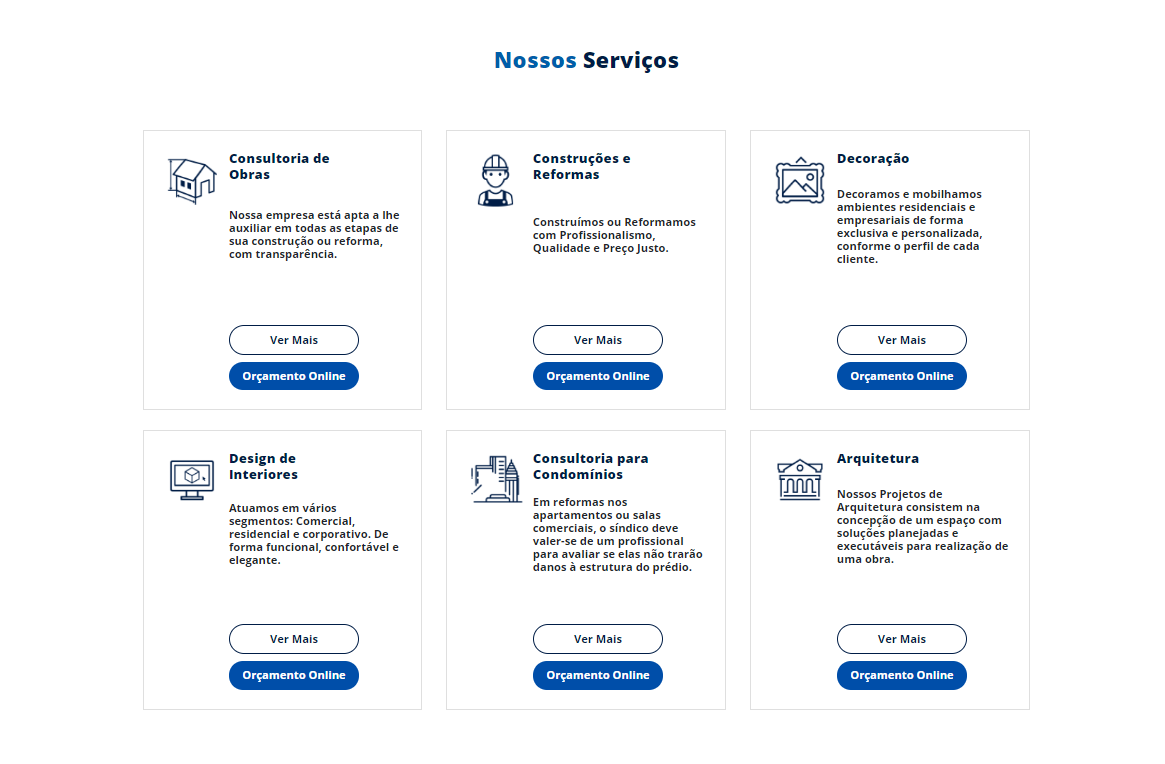 Nossos Serviços
Consultoria de
Obras
Nossa empresa está apta a lhe
auxiliar em todas as etapas de
sua construção ou reforma,
com transparência.
Ver Mais
Orçamento Online
Construções e
Reformas
Construímos ou Reformamos
com Profissionalismo,
Qualidade e Preço Justo.
Ver Mais
Orçamento Online
Decoração
Decoramos e mobilhamos
ambientes residenciais e
empresariais de forma
exclusiva e personalizada,
conforme o perfil de cada
cliente.
Ver Mais
Orçamento Online
Design de
Interiores
Atuamos em vários
segmentos: Comercial,
residencial e corporativo. De
forma funcional, confortável e
elegante.
Ver Mais
Orçamento Online
Consultoria para
Condomínios
Em reformas nos
apartamentos ou salas
comerciais, o síndico deve
valer-se de um profissional
para avaliar se elas não trarão
danos à estrutura do prédio.
Ver Mais
Orçamento Online
Arquitetura
Nossos Projetos de
Arquitetura consistem na
concepção de um espaço com
soluções planejadas e
executáveis para realização de
uma obra.
Ver Mais
Orçamento Online